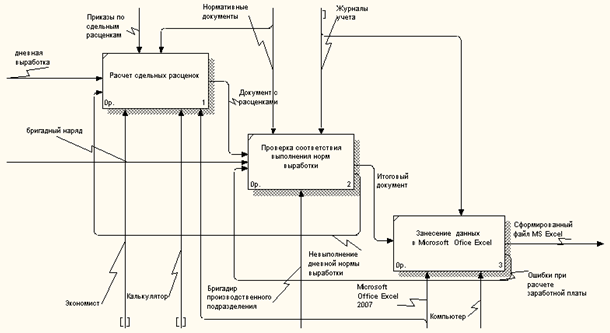 Приказы по
сдельным
расценкам
Нормативные
документы
Журналы
учета
дневная
выработка
Расчет сдельных расценок
0р.
1
Документ с
расценками
бригадный наряд
Проверка соответствия
выполнения норм
выработки
0р.
2
Итоговый
документ
Занесение данных
в Microsoft Ofice Excel
0р.
3
Сформированный
файл MS Excel
Невыполнение
дневной нормы
выработки
Ошибки при
расчете
заработной платы
Экономист
Калькулятор
Бригадир
производственного
подразделения
Microsoft
Office Excel
2007
Компьютер